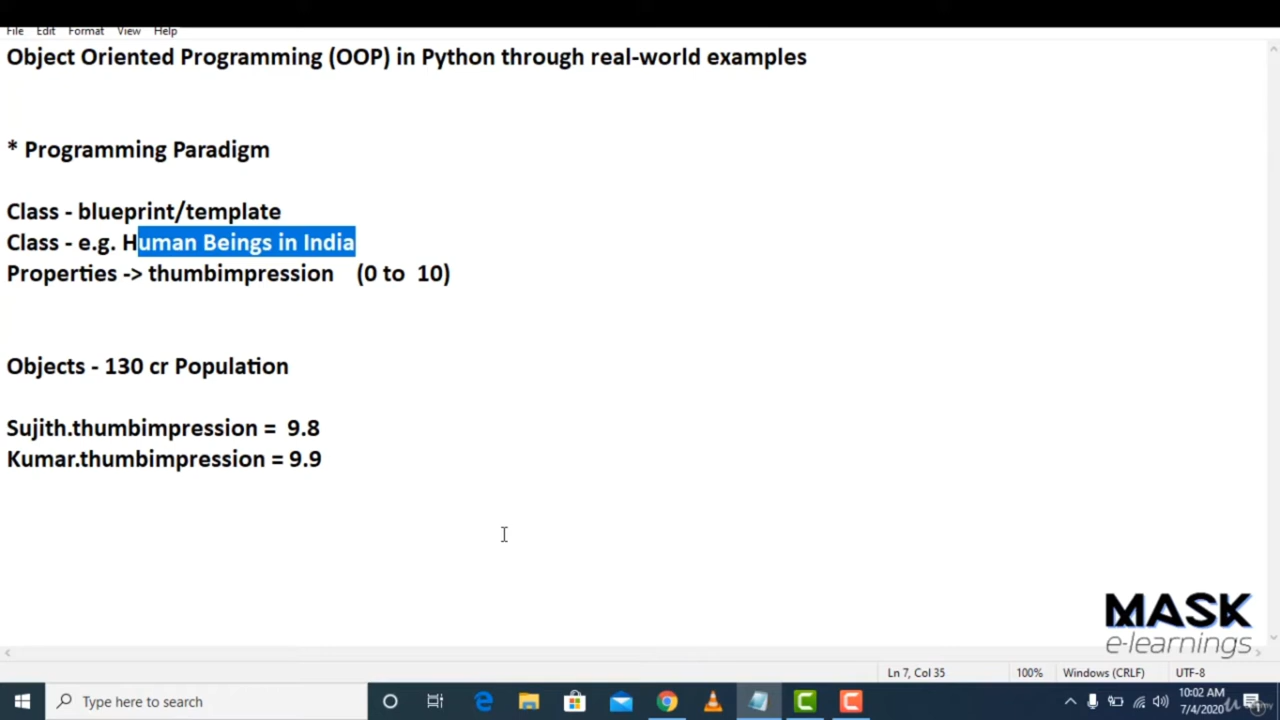 File Edit Format View Help
Object Oriented Programming (OOP) in Python through real-world examples
* Programming Paradigm
Class - blueprint/template
Class - e.g. Human Beings in India
Properties -> thumbimpression (0 to 10)
Objects - 130 cr Population
Sujith.thumbimpression = 9.8
Kumar.thumbimpression = 9.9
MASK
e-learnings
Ln 7, Col 35 100% Windows (CRLF) UTF-8
Type here to search
10:02 AM
7/4/2020